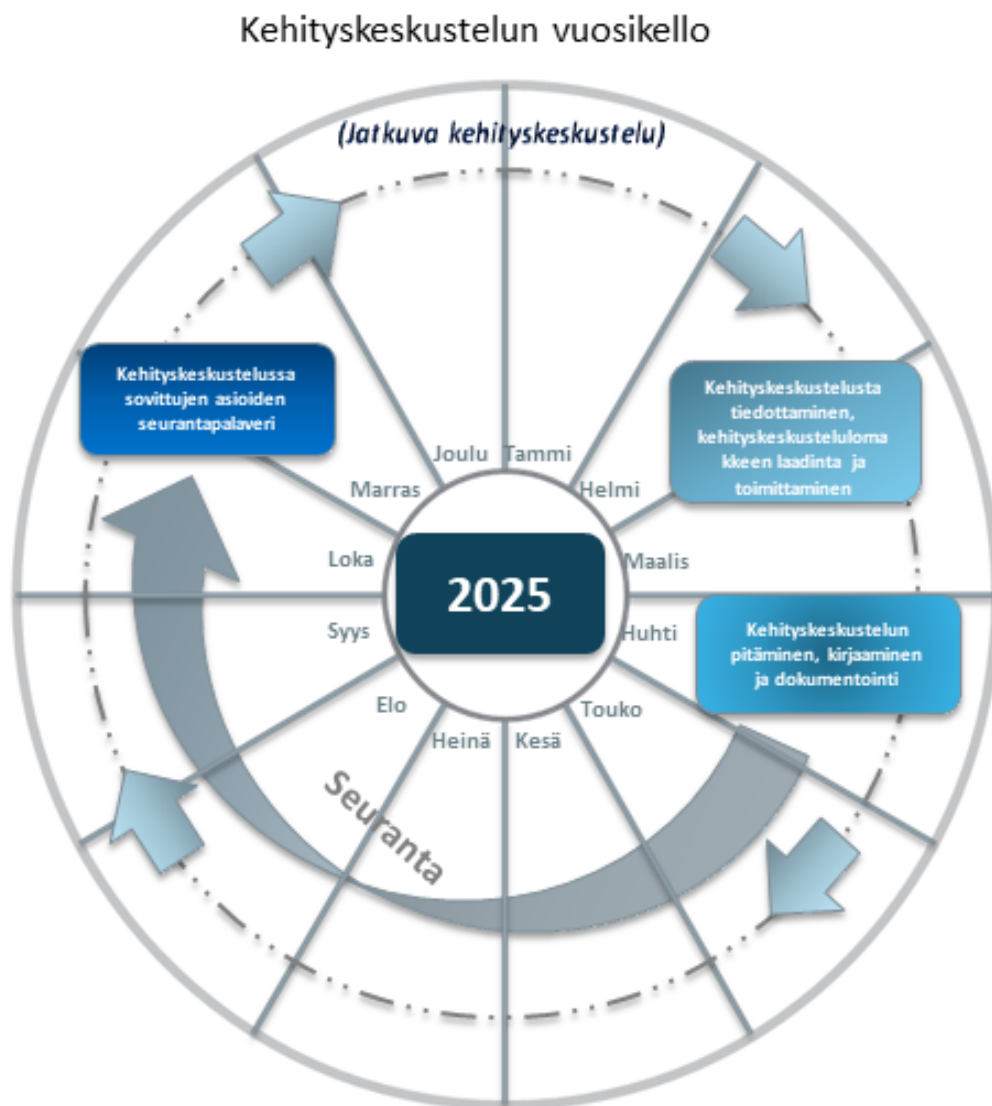 Kehityskeskustelun vuosikello
(Jatkuva kehityskeskustelu)
Kehityskeskustelussa
sovittujen asioiden
seurantapalaveri
Kehityskeskustelusta
tiedottaminen,
kehityskeskusteluloma
kkeen laadinta ja
toimittaminen
Joulu
Tammi
Marras
Helmi
Loka
Maalis
2025
Syys
Huhti
Kehityskeskustelun
pitäminen, kirjaaminen
ja dokumentointi
Elo
Touko
Heinä
Kesä
Seuranta